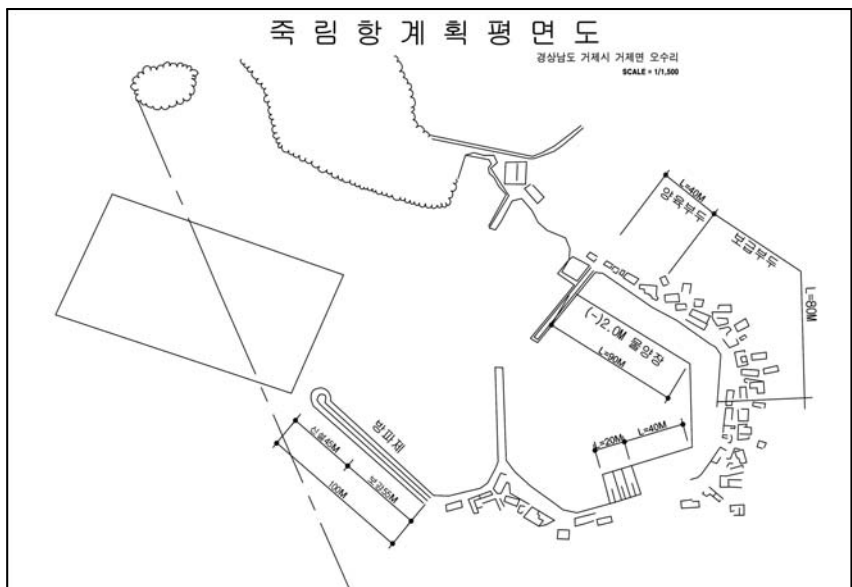 죽림항계획평면도
경상남도 거제시 거제면 오수리
SCALE = 1/1,500
L=40M
양육부두
보급부두
L=80M
(-)2.0M 물양장
L=90M
L=20M
L=40M
방파제
신설45M
보강55M
100M